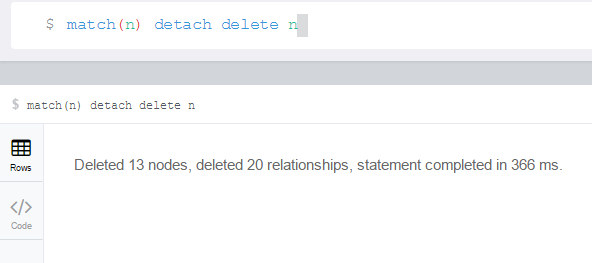 $ match(n) detach delete n
$ match(n) detach delete n
Rows
Deleted 13 nodes, deleted 20 relationships, statement completed in 366 ms.
</>
Code